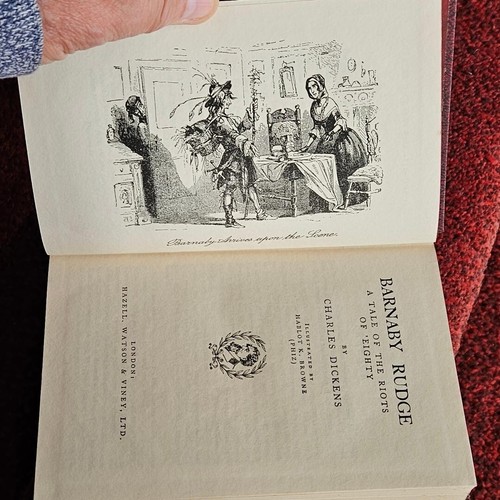 Barnaby Arrives upon the Scene.
BARNABY RUDGE
A TALE OF THE RIOTS
OF 'EIGHTY
BY
CHARLES DICKENS
ILLUSTRATED BY
HABLOT K. BROWNE
(PHIZ)
LONDON:
HAZELL, WATSON & VINEY, LTD.